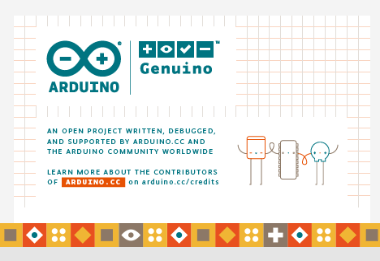 ARDUINO
Genuino
AN OPEN PROJECT WRITTEN, DEBUGGED,
AND SUPPORTED BY ARDUINO.CC AND
THE ARDUINO COMMUNITY WORLDWIDE
LEARN MORE ABOUT THE CONTRIBUTORS
OF ARDUINO.CC on arduino.cc/credits